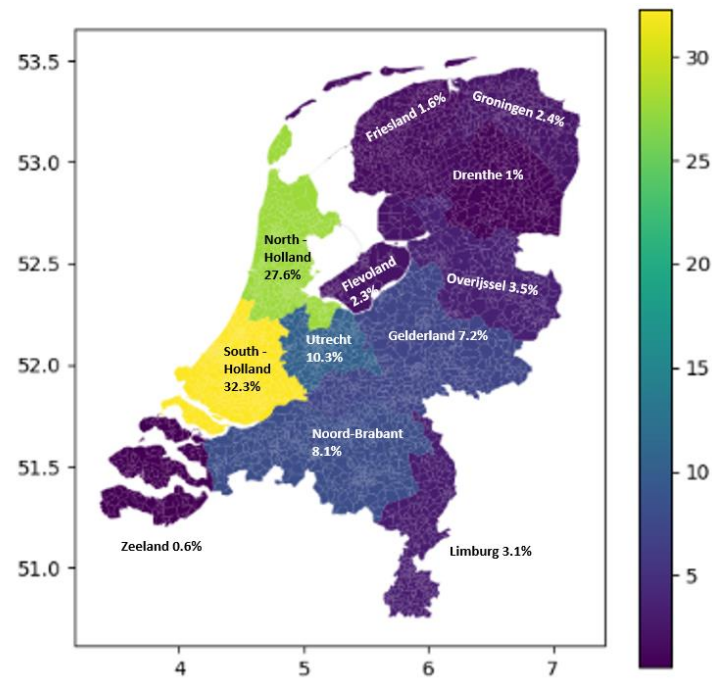 53.5
53.0
52.5
52.0
51.5
51.0
4
5
6
7
Friesland 1.6%
Groningen 2.4%
Drenthe 1%
North -
Holland
27.6%
Flevoland
2.3%
Overijssel 3.5%
Gelderland 7.2%
Utrecht
10.3%
South -
Holland
32.3%
Noord-Brabant
8.1%
Zeeland 0.6%
Limburg 3.1%
30
25
20
15
10
5